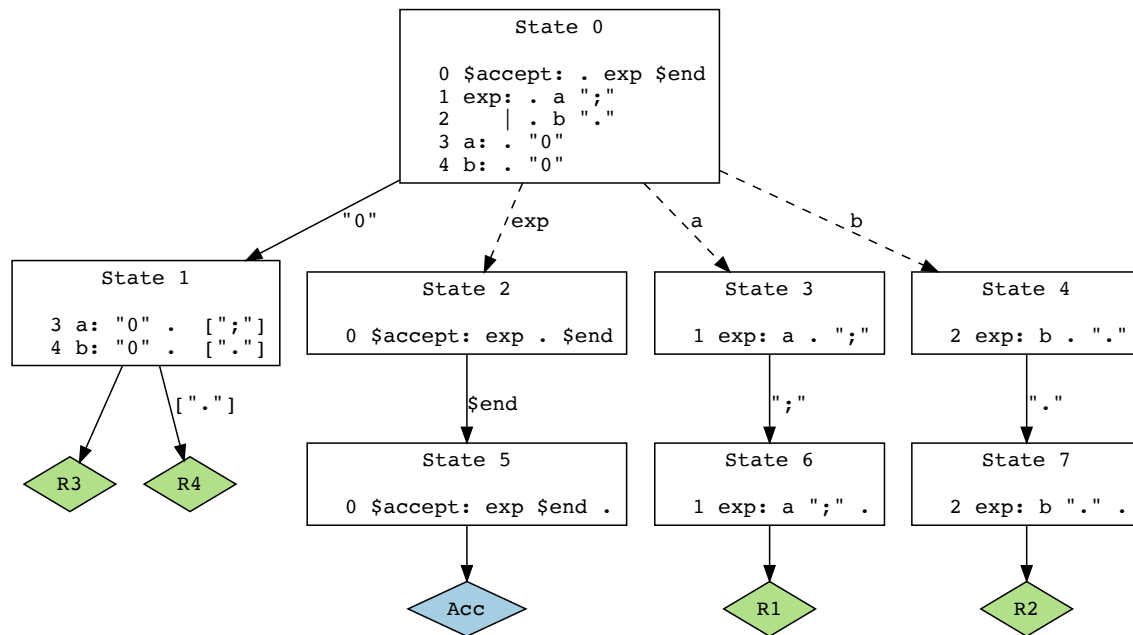 State 0
0 $accept: . exp $end
1 exp: . a ";"
2 | . b "."
3 a: . "0"
4 b: . "0"
"0"
exp
a
b
State 1
3 a: "0" . [";"]
4 b: "0" . ["."]
State 2
0 $accept: exp . $end
State 3
1 exp: a . ";"
State 4
2 exp: b . "."
["."]
$end
";"
"."
R3
R4
State 5
0 $accept: exp $end .
State 6
1 exp: a ";" .
State 7
2 exp: b "." .
Acc
R1
R2